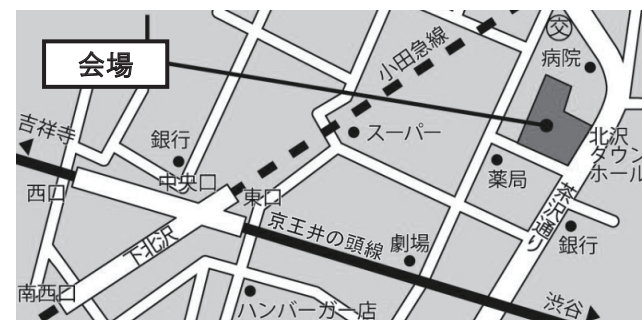 交
病院
小田急線
会場
スーパー
吉祥寺
銀行
北沢
タウン
ホール
薬局
中央口
西口
東口
茶沢通り
京王井の頭線
劇場
銀行
下北沢
南西口
ハンバーガー店
渋谷